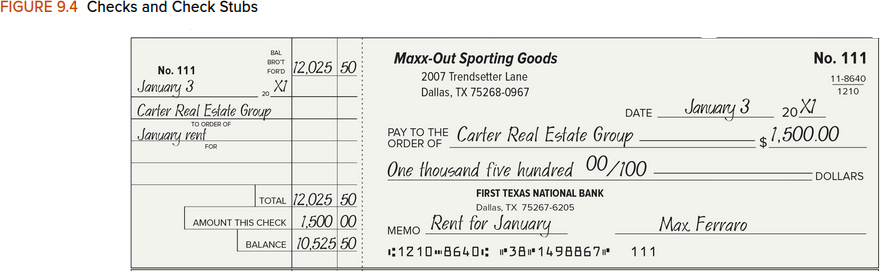 FIGURE 9.4 Checks and Check Stubs
No. 111
BAL
BRO'T
FOR'D
12,025 50
January 3 20 X1
Carter Real Estate Group
TO ORDER OF
January rent
FOR
TOTAL 12,025 50
AMOUNT THIS CHECK 1,500 00
BALANCE 10,525 50
Maxx-Out Sporting Goods
2007 Trendsetter Lane
Dallas, TX 75268-0967
No. 111
11-8640
1210
DATE January 3 20 X1
PAY TO THE
ORDER OF Carter Real Estate Group $ 1,500.00
One thousand five hundred 00/100 DOLLARS
FIRST TEXAS NATIONAL BANK
Dallas, TX 75267-6205
MEMO Rent for January Max Ferraro
⑆1210⑉8640⑆ ⑈38⑈1498867⑈ 111